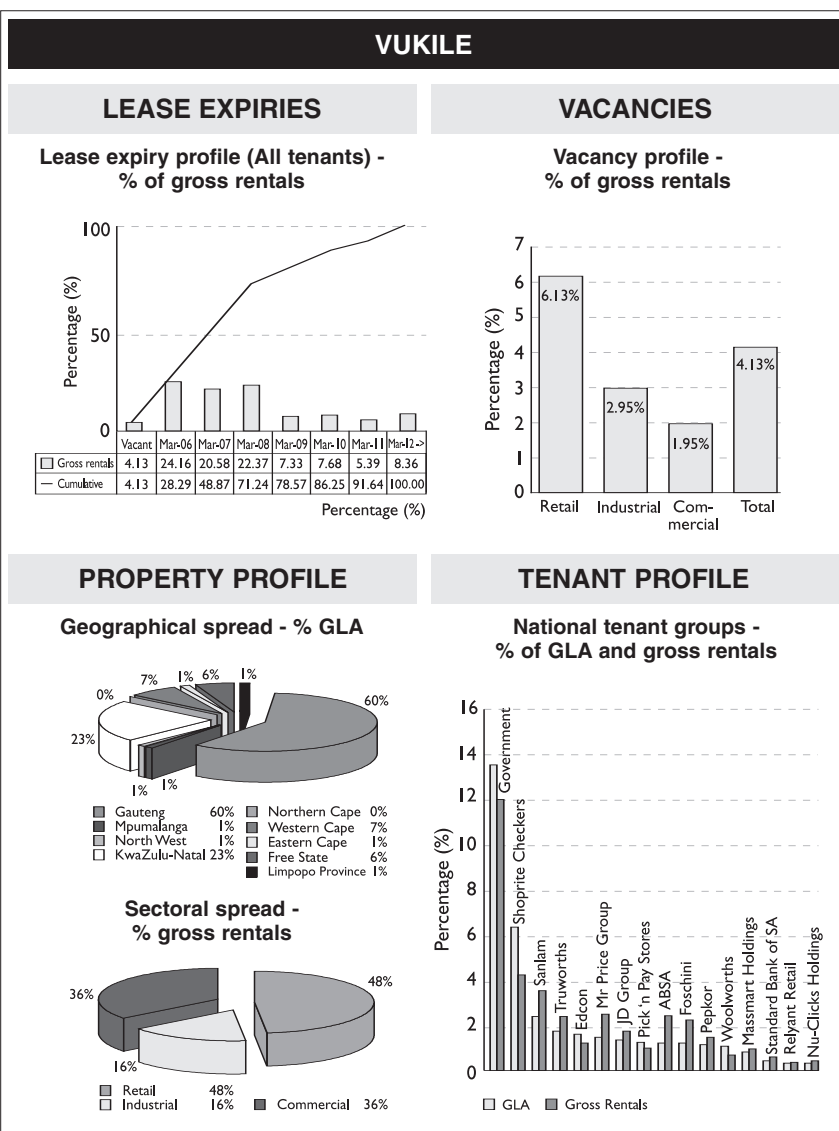 VUKILE
LEASE EXPIRIES
Lease expiry profile (All tenants) -
% of gross rentals
Percentage (%)
100
50
0
Vacant Mar-06 Mar-07 Mar-08 Mar-09 Mar-10 Mar-11 Mar-12->
Gross rentals 4.13 24.16 20.58 22.37 7.33 7.68 5.39 8.36
Cumulative 4.13 28.29 48.87 71.24 78.57 86.25 91.64 100.00
Percentage (%)
VACANCIES
Vacancy profile -
% of gross rentals
Percentage (%)
7
6
5
4
3
2
1
0
6.13%
2.95%
1.95%
4.13%
Retail Industrial Com- Total
mercial
PROPERTY PROFILE
Geographical spread - % GLA
0% 7% 1% 6% 1%
60%
23%
1% 1%
Gauteng 60% Northern Cape 0%
Mpumalanga 1% Western Cape 7%
North West 1% Eastern Cape 1%
KwaZulu-Natal 23% Free State 6%
Limpopo Province 1%
Sectoral spread -
% gross rentals
36%
48%
16%
Retail 48%
Industrial 16% Commercial 36%
TENANT PROFILE
National tenant groups -
% of GLA and gross rentals
Percentage (%)
16
14
12
10
8
6
4
2
0
Government
Shoprite Checkers
Sanlam
Truworths
Edcon
Mr Price Group
JD Group
Pick 'n Pay Stores
ABSA
Foschini
Pepkor
Woolworths
Massmart Holdings
Standard Bank of SA
Relyant Retail
Nu-Clicks Holdings
GLA Gross Rentals